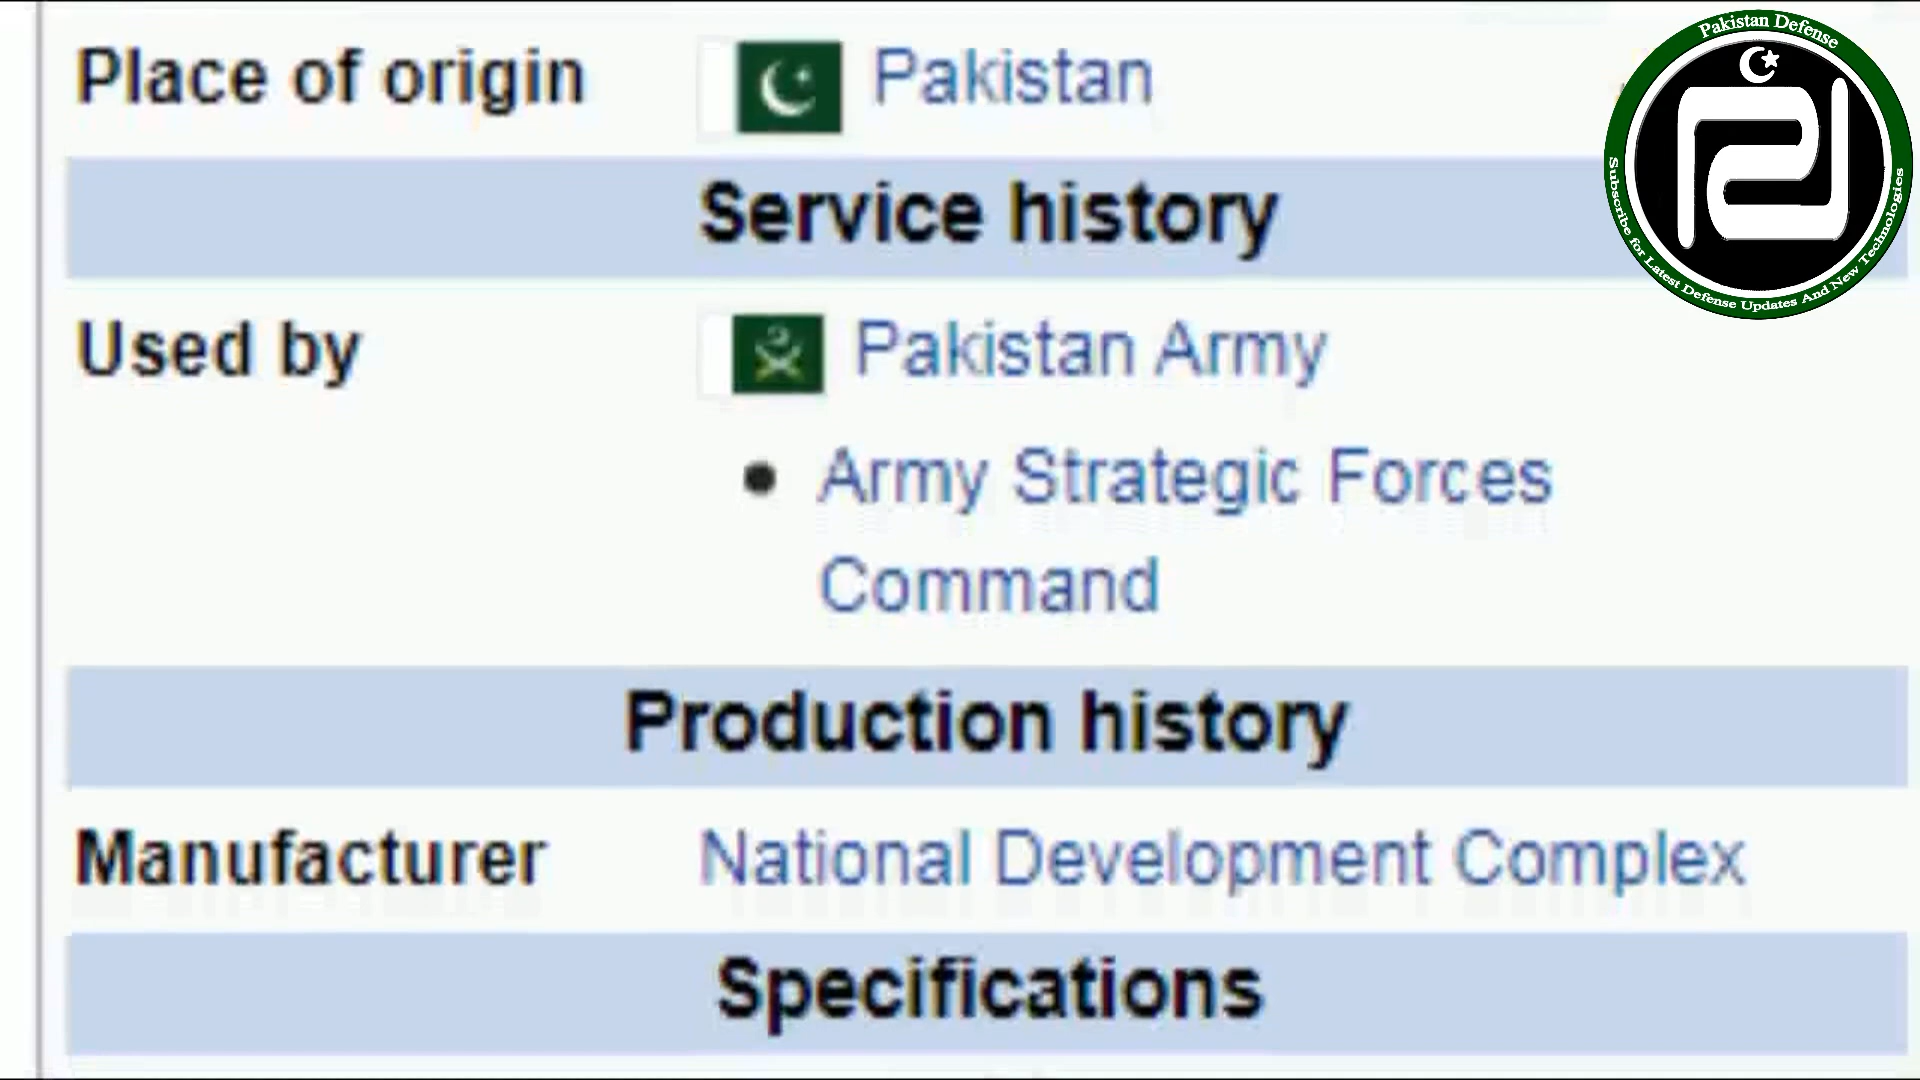 Place of origin Pakistan
Service history
Used by Pakistan Army
• Army Strategic Forces
Command
Production history
Manufacturer National Development Complex
Specifications
Pakistan Defense
Subscribe for Latest Defense Updates And New Technologies